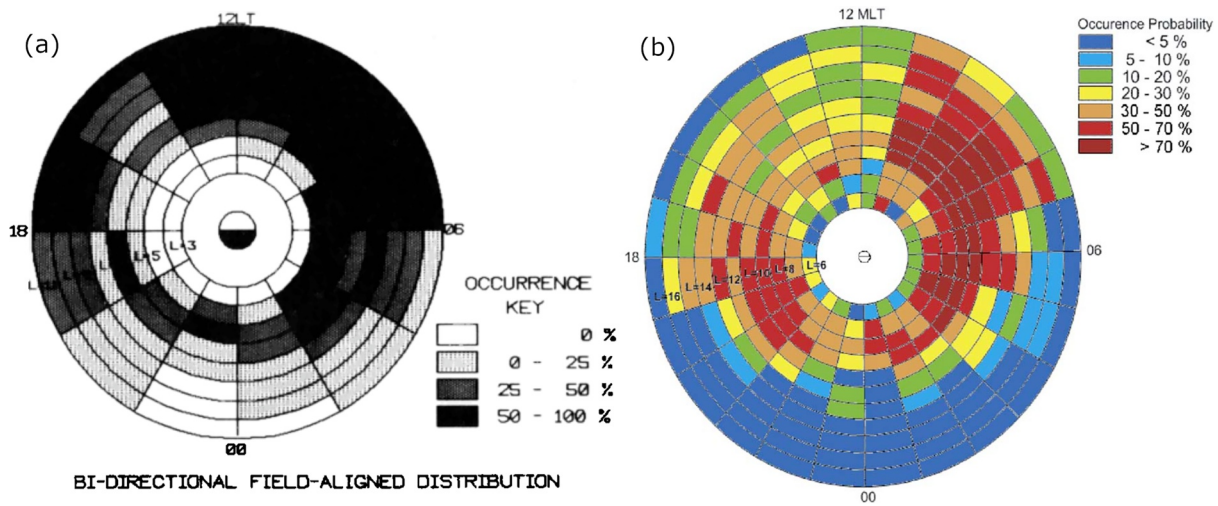 (a)
12LT
18
06
L=3
L=5
00
OCCURRENCE
KEY
0 %
0 - 25 %
25 - 50 %
50 - 100 %
BI-DIRECTIONAL FIELD-ALIGNED DISTRIBUTION
(b)
12 MLT
18
06
L=16
L=14
L=12
L=10
L=8
L=6
00
Occurence Probability
< 5 %
5 - 10 %
10 - 20 %
20 - 30 %
30 - 50 %
50 - 70 %
> 70 %